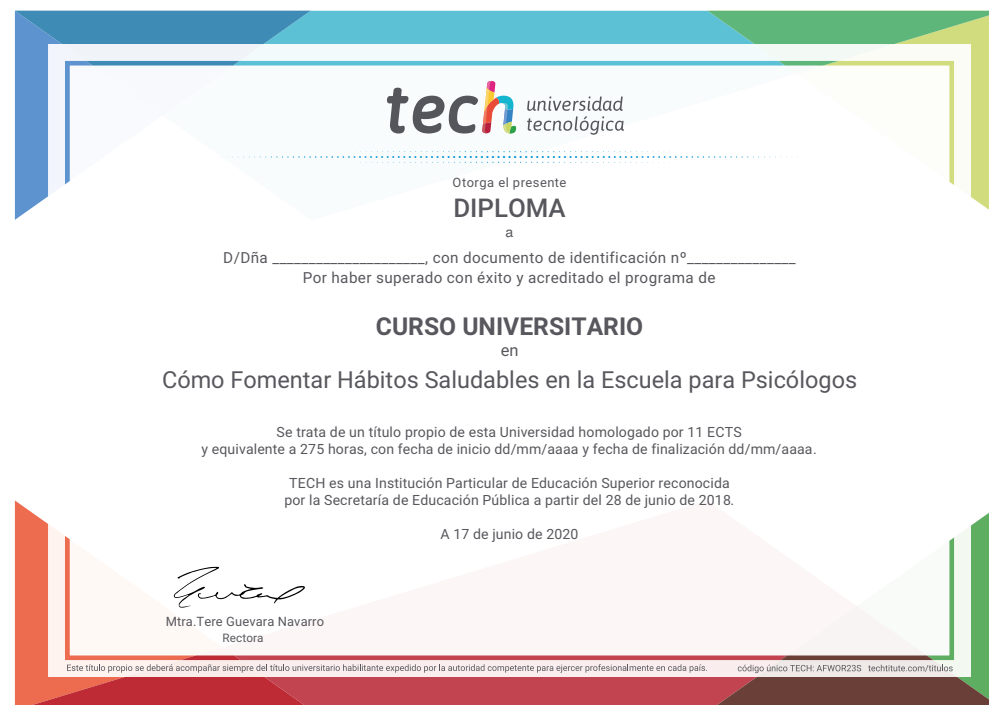 tech universidad
tecnológica
Otorga el presente
DIPLOMA
a
D/Dña ______________________, con documento de identificación nº_______________
Por haber superado con éxito y acreditado el programa de
CURSO UNIVERSITARIO
en
Cómo Fomentar Hábitos Saludables en la Escuela para Psicólogos
Se trata de un título propio de esta Universidad homologado por 11 ECTS
y equivalente a 275 horas, con fecha de inicio dd/mm/aaaa y fecha de finalización dd/mm/aaaa.
TECH es una Institución Particular de Educación Superior reconocida
por la Secretaría de Educación Pública a partir del 28 de junio de 2018.
A 17 de junio de 2020
Mtra.Tere Guevara Navarro
Rectora
Este título propio se deberá acompañar siempre del título universitario habilitante expedido por la autoridad competente para ejercer profesionalmente en cada país. código único TECH: AFWOR23S techtitute.com/titulos